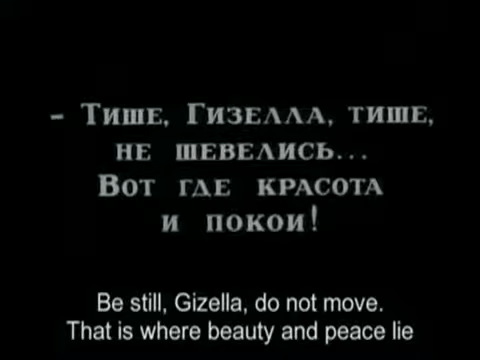 – Тише, Гизелла, тише,
не шевелись...
Вот где красота
и покои!
Be still, Gizella, do not move.
That is where beauty and peace lie